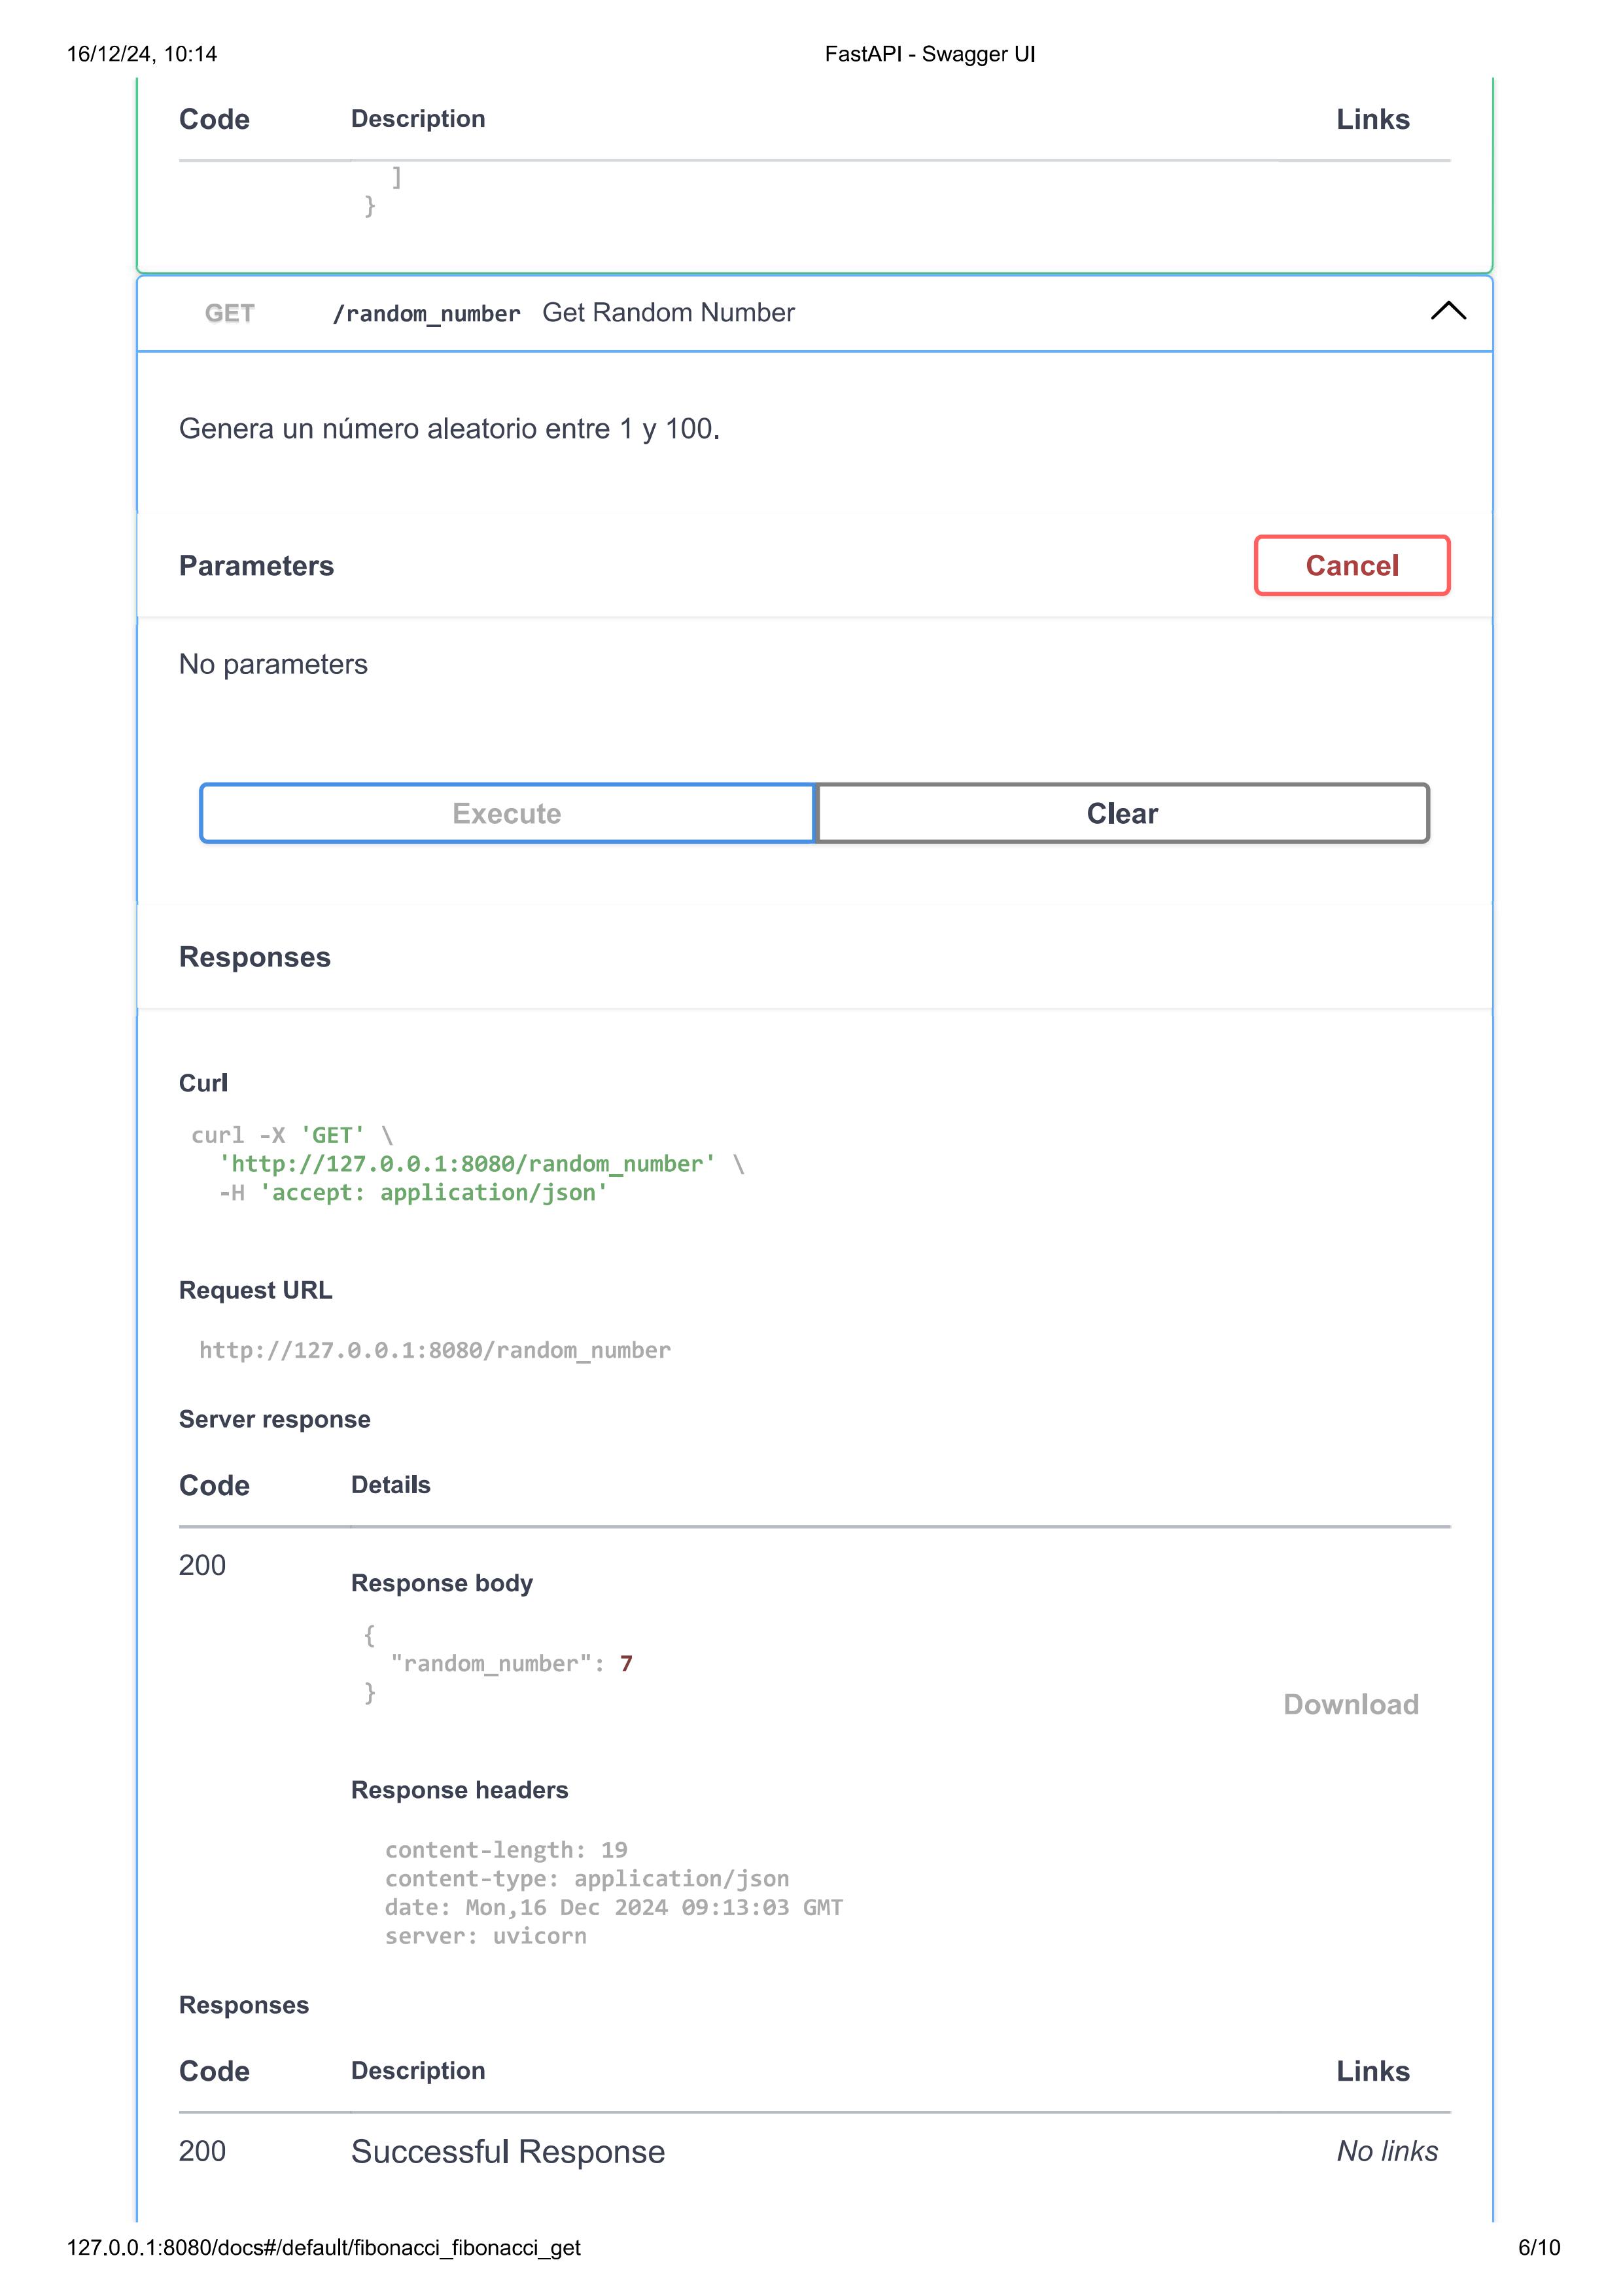 16/12/24, 10:14 FastAPI - Swagger UI
Code Description Links
]
}
GET /random_number Get Random Number
Genera un número aleatorio entre 1 y 100.
Parameters Cancel
No parameters
Execute Clear
Responses
Curl
curl -X 'GET' \
'http://127.0.0.1:8080/random_number' \
-H 'accept: application/json'
Request URL
http://127.0.0.1:8080/random_number
Server response
Code Details
200
Response body
{
"random_number": 7
}
Download
Response headers
content-length: 19
content-type: application/json
date: Mon,16 Dec 2024 09:13:03 GMT
server: uvicorn
Responses
Code Description Links
200 Successful Response No links
127.0.0.1:8080/docs#/default/fibonacci_fibonacci_get 6/10